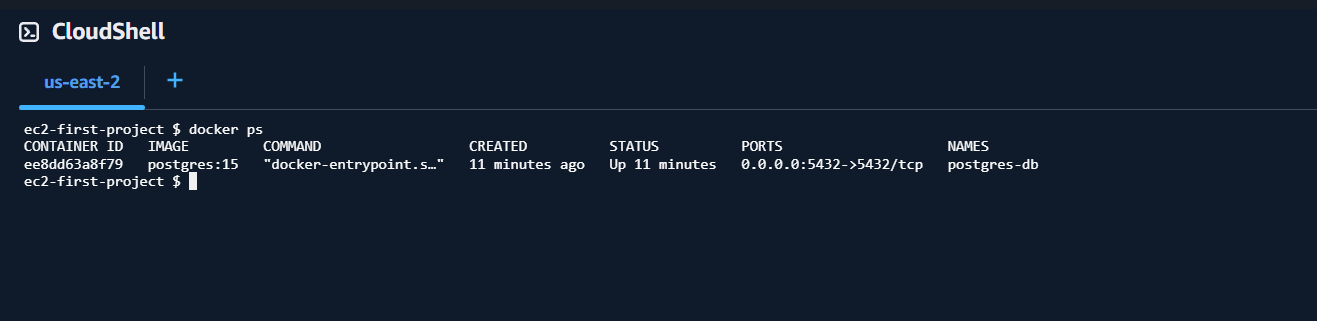 CloudShell
us-east-2 +
ec2-first-project $ docker ps
CONTAINER ID   IMAGE         COMMAND                  CREATED          STATUS          PORTS                    NAMES
ee8dd63a8f79   postgres:15   "docker-entrypoint.s…"   11 minutes ago   Up 11 minutes   0.0.0.0:5432->5432/tcp   postgres-db
ec2-first-project $